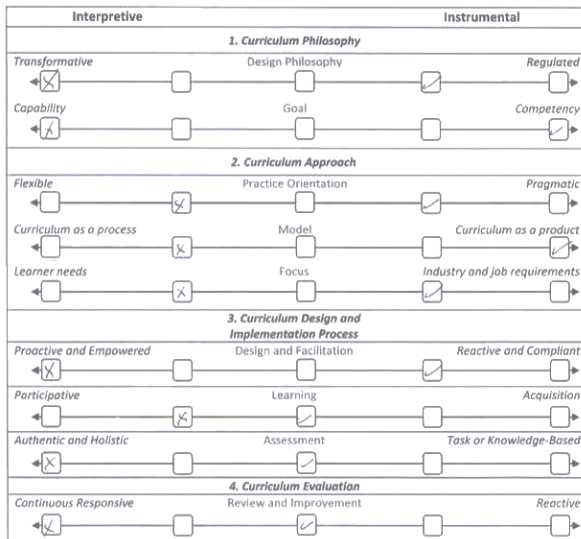 Interpretive Instrumental
1. Curriculum Philosophy
Transformative Design Philosophy Regulated
Capability Goal Competency
2. Curriculum Approach
Flexible Practice Orientation Pragmatic
Curriculum as a process Model Curriculum as a product
Learner needs Focus Industry and job requirements
3. Curriculum Design and
Implementation Process
Proactive and Empowered Design and Facilitation Reactive and Compliant
Participative Learning Acquisition
Authentic and Holistic Assessment Task or Knowledge-Based
4. Curriculum Evaluation
Continuous Responsive Review and Improvement Reactive